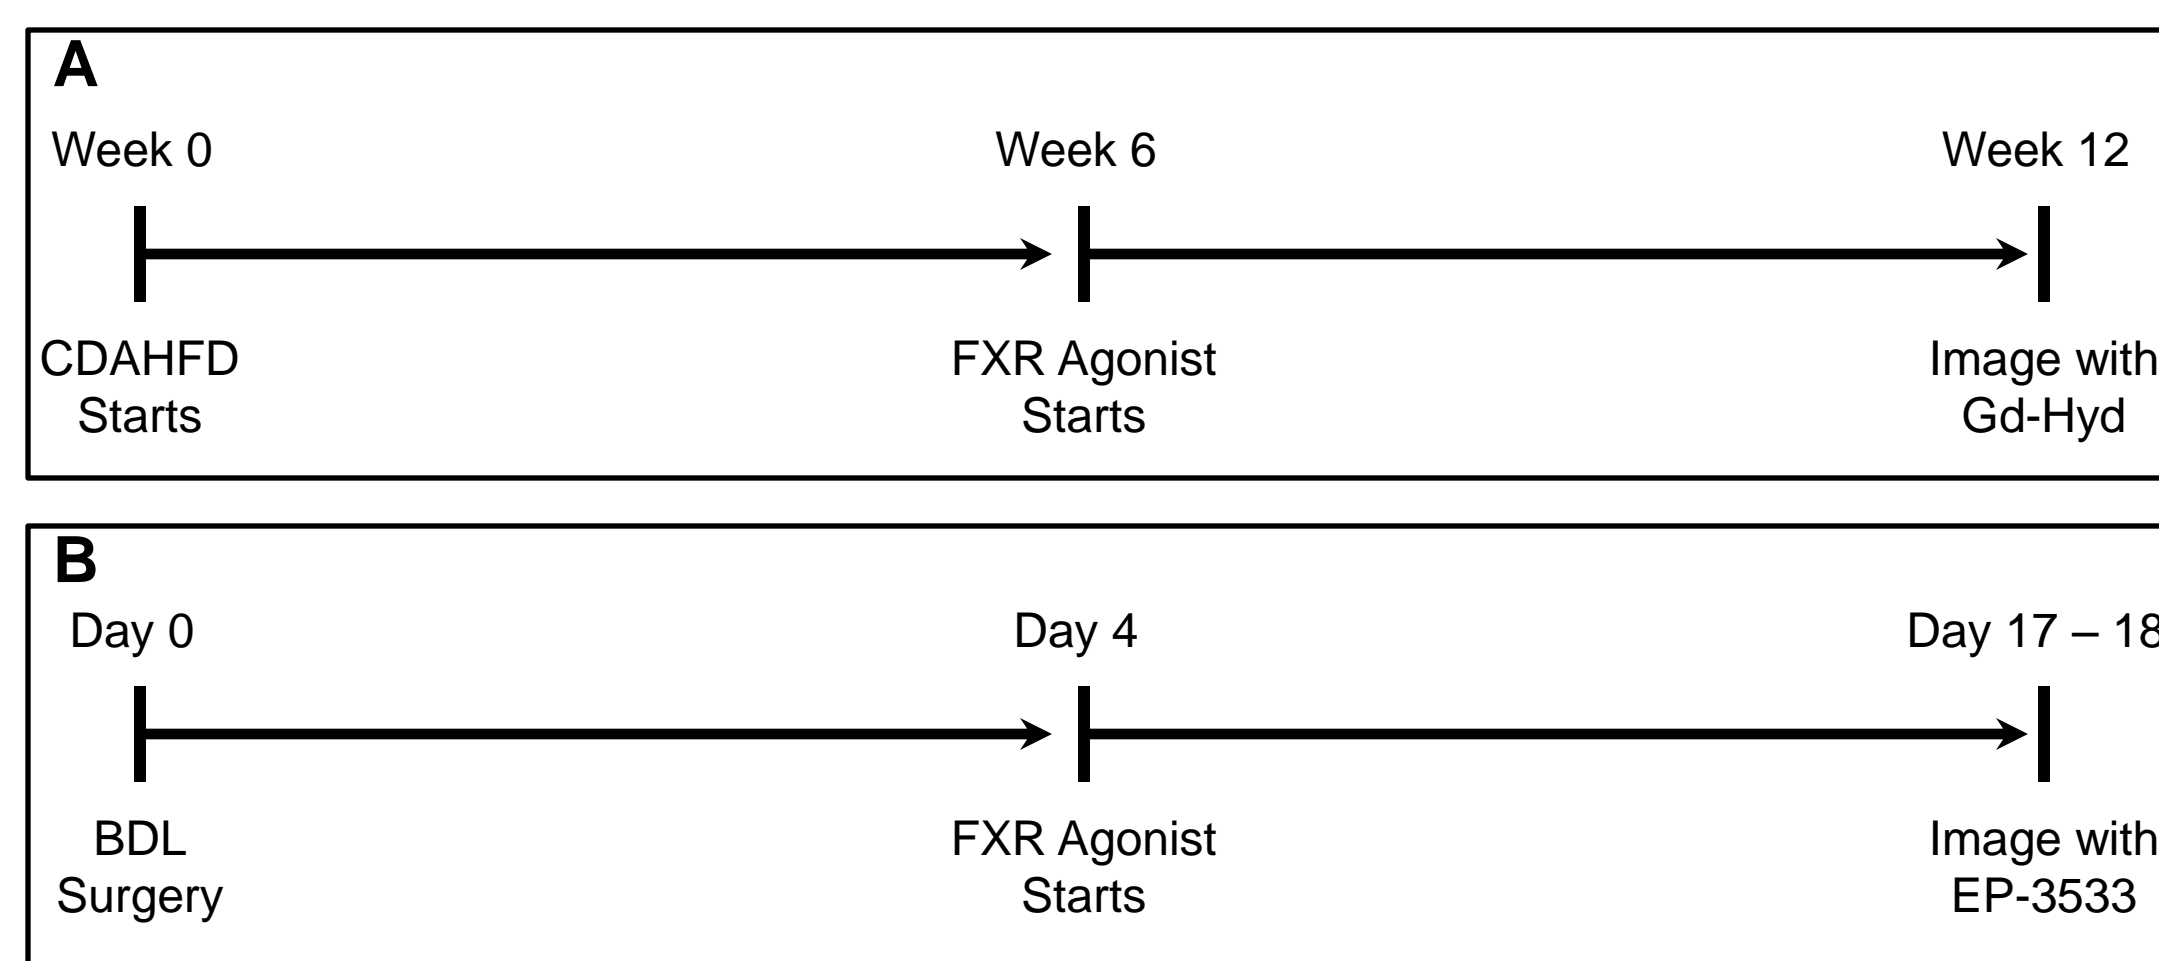 A
Week 0
Week 6
Week 12
CDAHFD
Starts
FXR Agonist
Starts
Image with
Gd-Hyd
B
Day 0
Day 4
Day 17 – 18
BDL
Surgery
FXR Agonist
Starts
Image with
EP-3533